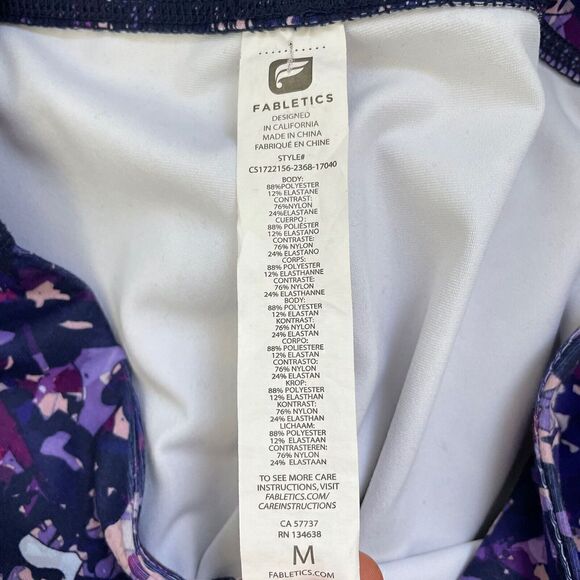 FABLETICS
DESIGNED
IN CALIFORNIA
MADE IN CHINA
FABRIQUÉ EN CHINE
STYLE#
CS1722156-2368-17040
BODY:
88%POLYESTER
12% ELASTANE
CONTRAST:
76%NYLON
24%ELASTANE
CUERPO:
88% POLIÉSTER
12% ELASTANO
CONTRASTE:
76% NYLON
24% ELASTANO
CORPS:
88% POLYESTER
12% ELASTHANNE
CONTRASTE:
76% NYLON
24% ELASTHANNE
BODY:
88% POLYESTER
12% ELASTAN
KONTRAST:
76% NYLON
24% ELASTAN
CORPO:
88% POLIESTERE
12% ELASTAN
CONTRASTO:
76% NYLON
24% ELASTAN
KROP:
88% POLYESTER
12% ELASTHAN
KONTRAST:
76% NYLON
24% ELASTHAN
LICHAAM:
88% POLYESTER
12% ELASTAAN
CONTRASTEREN:
76% NYLON
24% ELASTAAN
TO SEE MORE CARE
INSTRUCTIONS, VISIT
FABLETICS.COM/
CAREINSTRUCTIONS
CA 57737
RN 134638
M
FABLETICS.COM